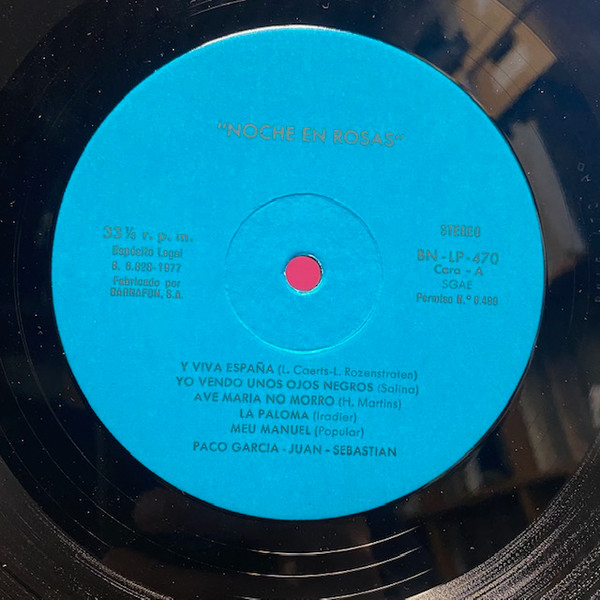 "NOCHE EN ROSAS"
33⅓ r. p. m.
Depósito Legal
B. 8.828-1977
Fabricado por
DAGNAFON, S.A.
STEREO
BN - LP - 470
Cara - A
SGAE
Permiso N.º 0.469
Y VIVA ESPAÑA (L. Caerts-L. Rozenstraten)
YO VENDO UNOS OJOS NEGROS (Salina)
AVE MARIA NO MORRO (H. Martins)
LA PALOMA (Iradier)
MEU MANUEL (Popular)
PACO GARCIA - JUAN - SEBASTIAN